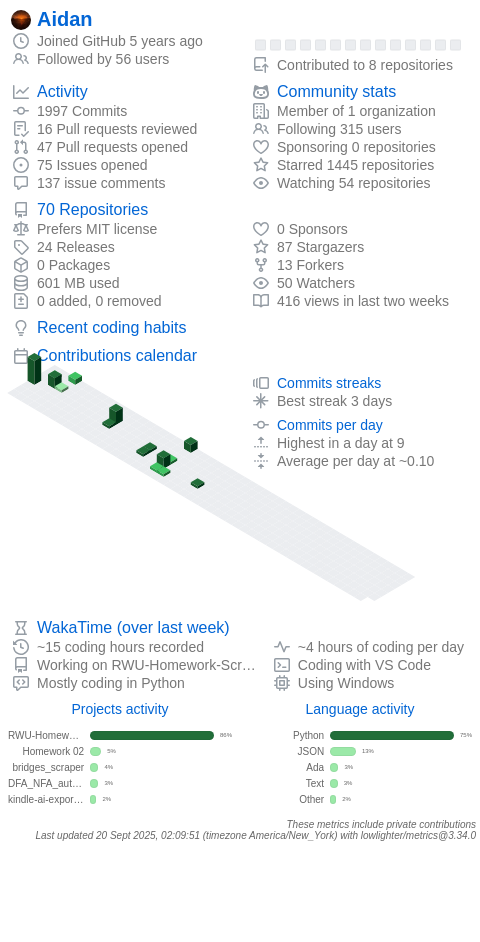 Aidan
Joined GitHub 5 years ago
Followed by 56 users
Contributed to 8 repositories
Activity
1997 Commits
16 Pull requests reviewed
47 Pull requests opened
75 Issues opened
137 issue comments
Community stats
Member of 1 organization
Following 315 users
Sponsoring 0 repositories
Starred 1445 repositories
Watching 54 repositories
70 Repositories
Prefers MIT license
24 Releases
0 Packages
601 MB used
0 added, 0 removed
0 Sponsors
87 Stargazers
13 Forkers
50 Watchers
416 views in last two weeks
Recent coding habits
Contributions calendar
Commits streaks
Best streak 3 days
Commits per day
Highest in a day at 9
Average per day at ~0.10
WakaTime (over last week)
~15 coding hours recorded
Working on RWU-Homework-Scr…
Mostly coding in Python
~4 hours of coding per day
Coding with VS Code
Using Windows
Projects activity
RWU-Homew… 86%
Homework 02 5%
bridges_scraper 4%
DFA_NFA_aut… 3%
kindle-ai-expor… 2%
Language activity
Python 75%
JSON 13%
Ada 3%
Text 3%
Other 2%
These metrics include private contributions
Last updated 20 Sept 2025, 02:09:51 (timezone America/New_York) with lowlighter/metrics@3.34.0